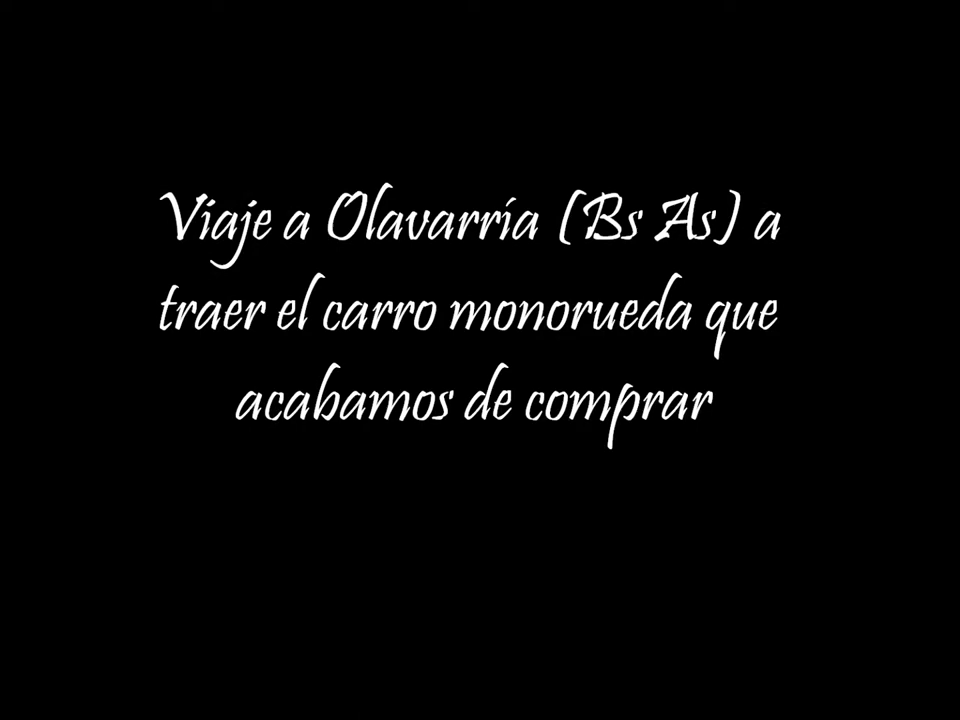 Viaje a Olavarría (Bs As) a
traer el carro monorueda que
acabamos de comprar